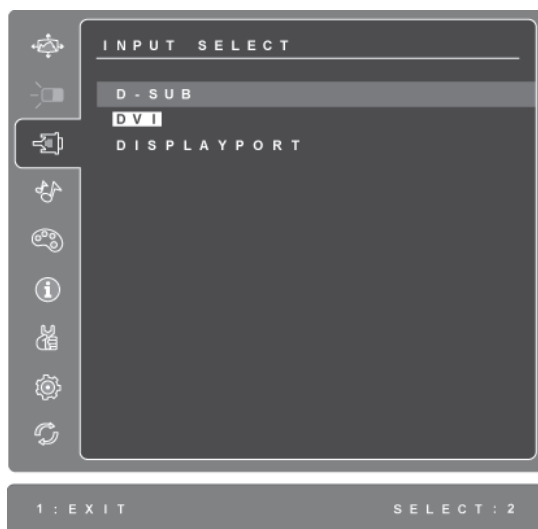 INPUT SELECT
D-SUB
DVI
DISPLAYPORT
1:EXIT SELECT:2